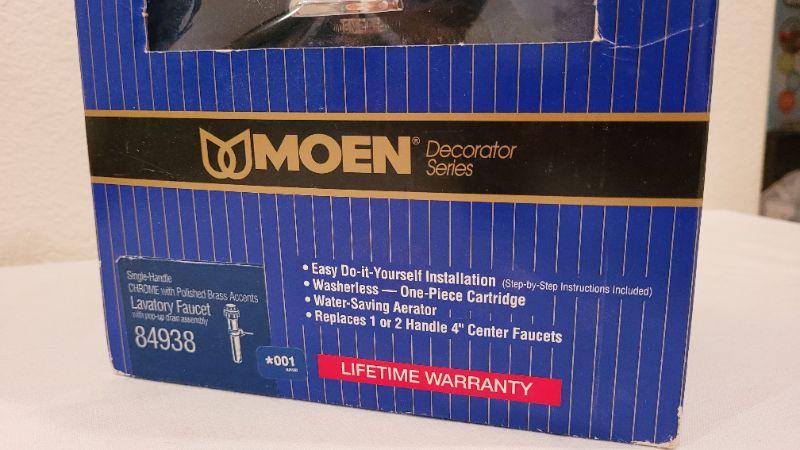 MOEN® Decorator
Series
Single-Handle
CHROME with Polished Brass Accents
Lavatory Faucet
with pop-up drain assembly
84938
*001
• Easy Do-it-Yourself Installation (Step-by-Step Instructions Included)
• Washerless — One-Piece Cartridge
• Water-Saving Aerator
• Replaces 1 or 2 Handle 4" Center Faucets
LIFETIME WARRANTY